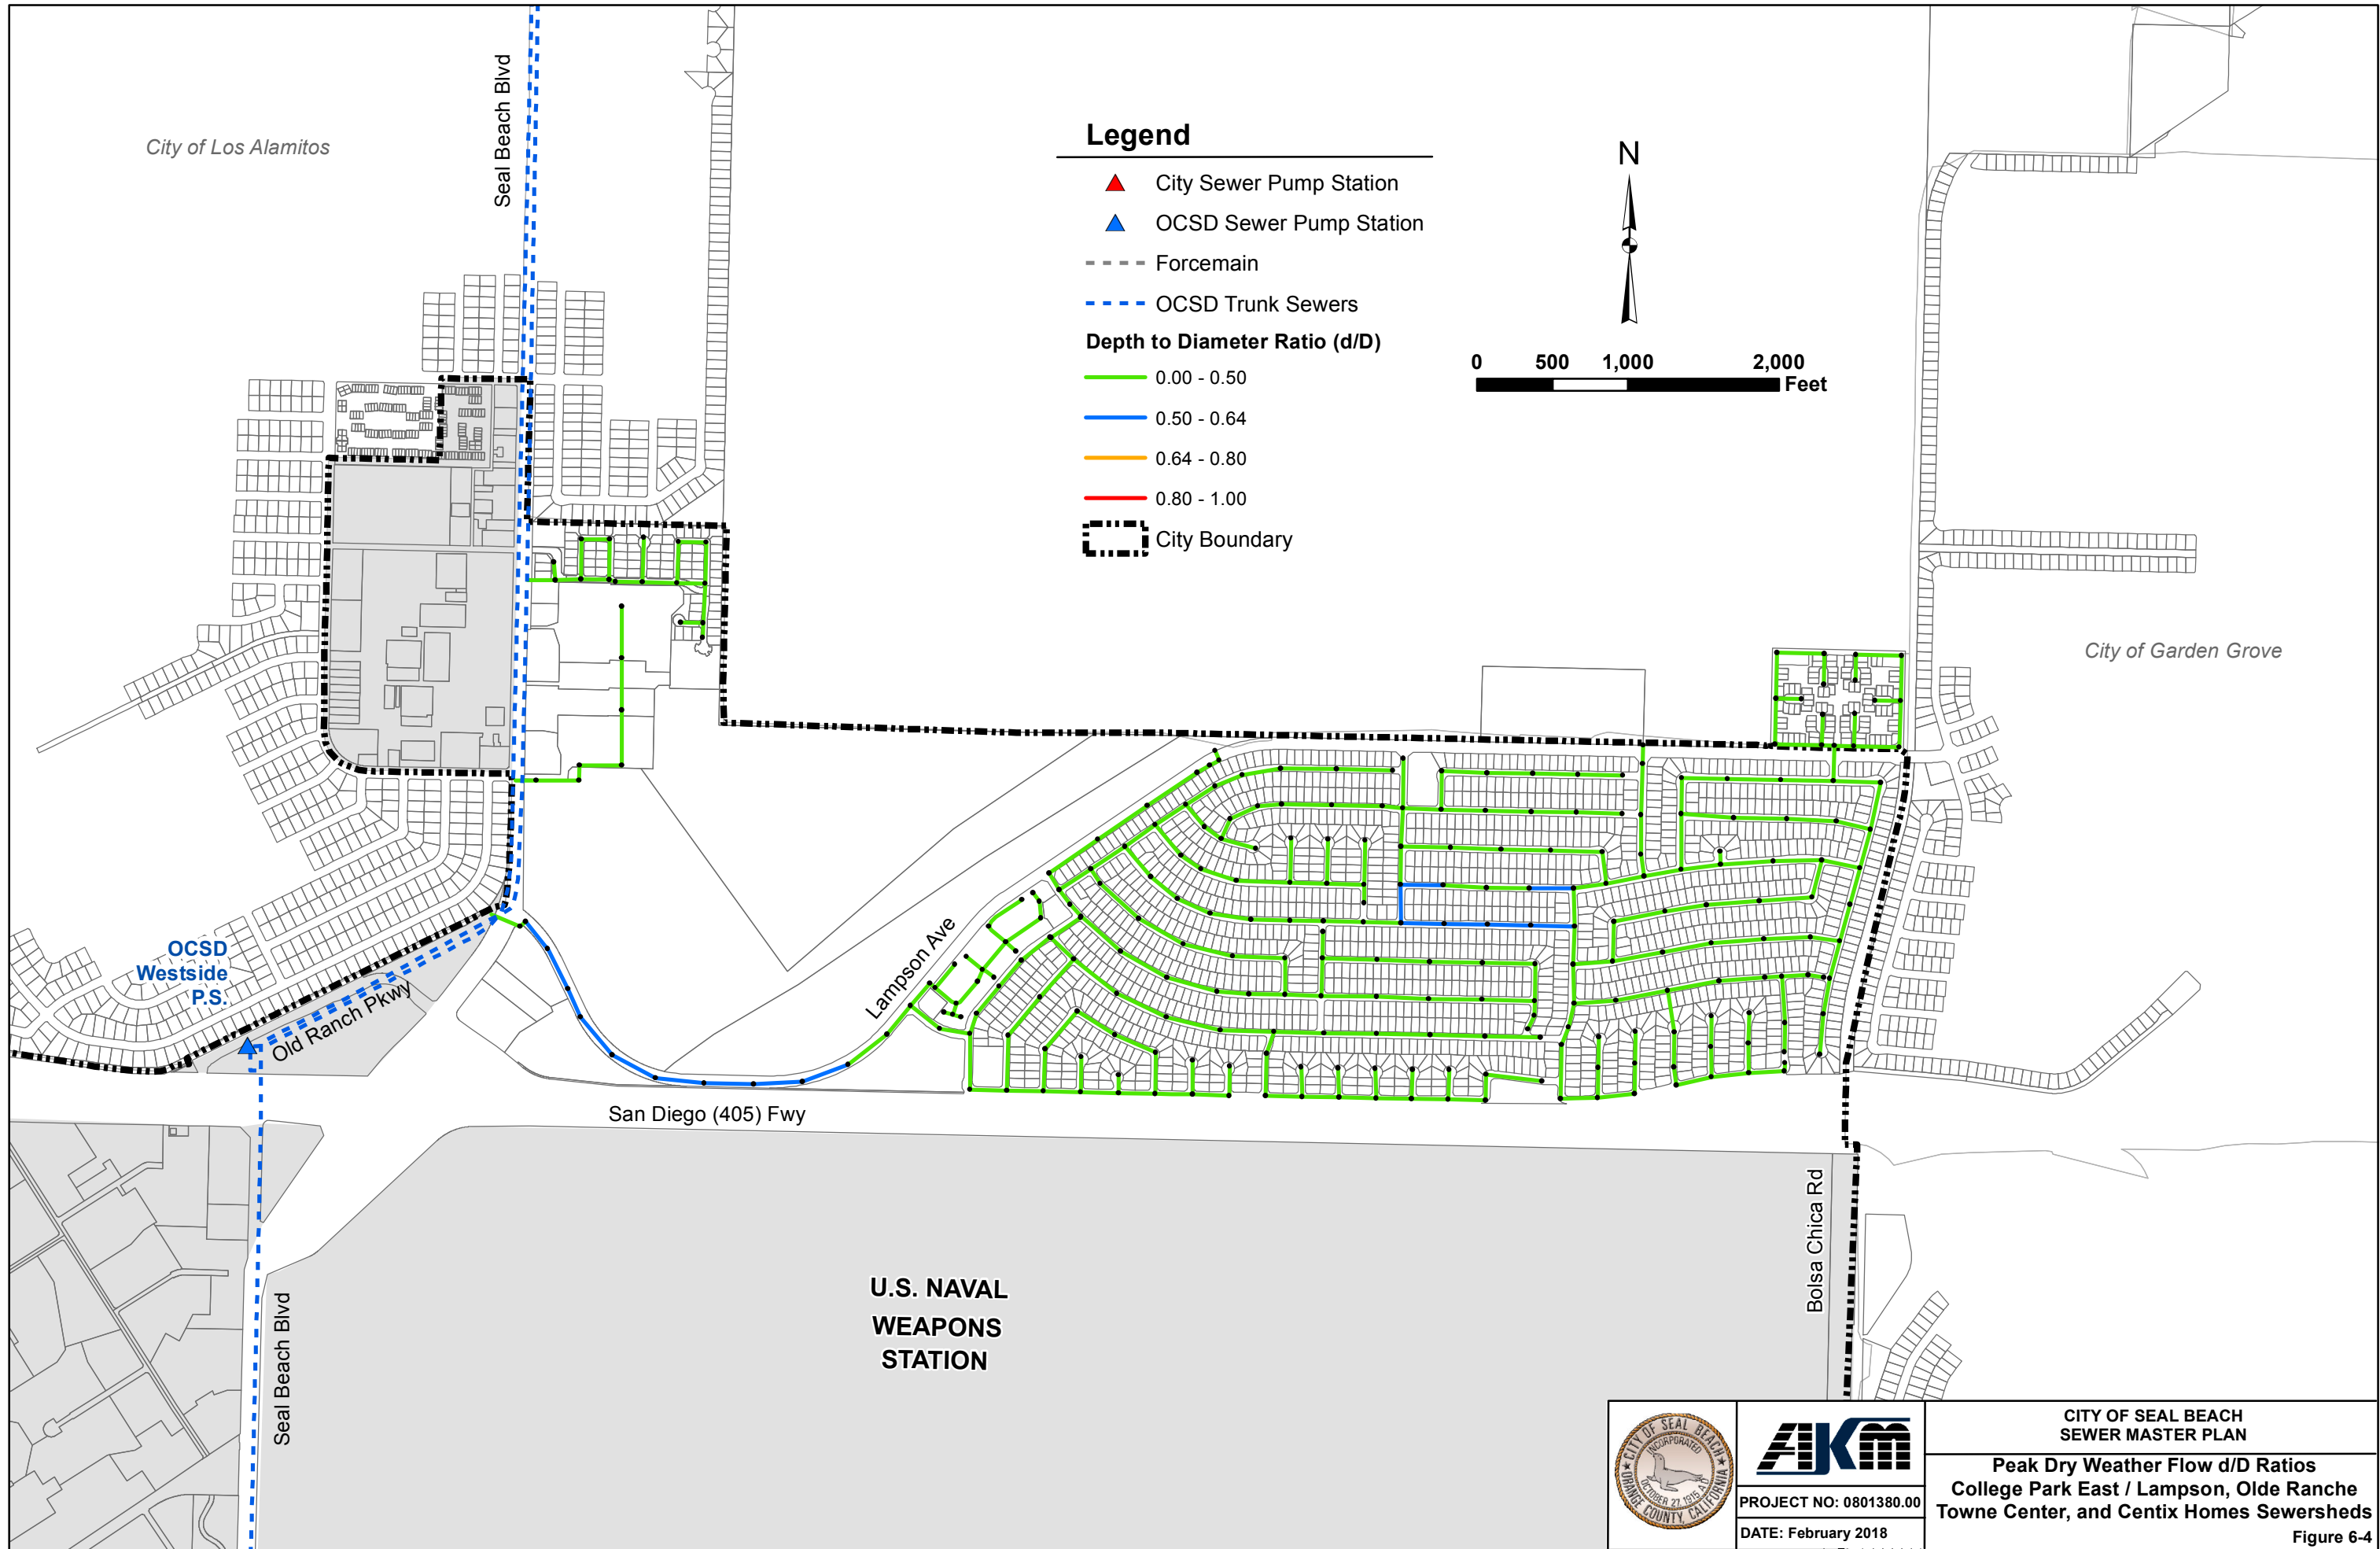 City of Los Alamitos
Seal Beach Blvd
Legend
City Sewer Pump Station
OCSD Sewer Pump Station
Forcemain
OCSD Trunk Sewers
Depth to Diameter Ratio (d/D)
0.00 - 0.50
0.50 - 0.64
0.64 - 0.80
0.80 - 1.00
City Boundary
N
0 500 1,000 2,000
Feet
City of Garden Grove
OCSD
Westside
P.S.
Old Ranch Pkwy
Lampson Ave
San Diego (405) Fwy
U.S. NAVAL
WEAPONS
STATION
Seal Beach Blvd
Bolsa Chica Rd
CITY OF SEAL BEACH
INCORPORATED
OCTOBER 27, 1915 A.D.
ORANGE COUNTY, CALIFORNIA
AKM
PROJECT NO: 0801380.00
DATE: February 2018
CITY OF SEAL BEACH
SEWER MASTER PLAN
Peak Dry Weather Flow d/D Ratios
College Park East / Lampson, Olde Ranche
Towne Center, and Centix Homes Sewersheds
Figure 6-4